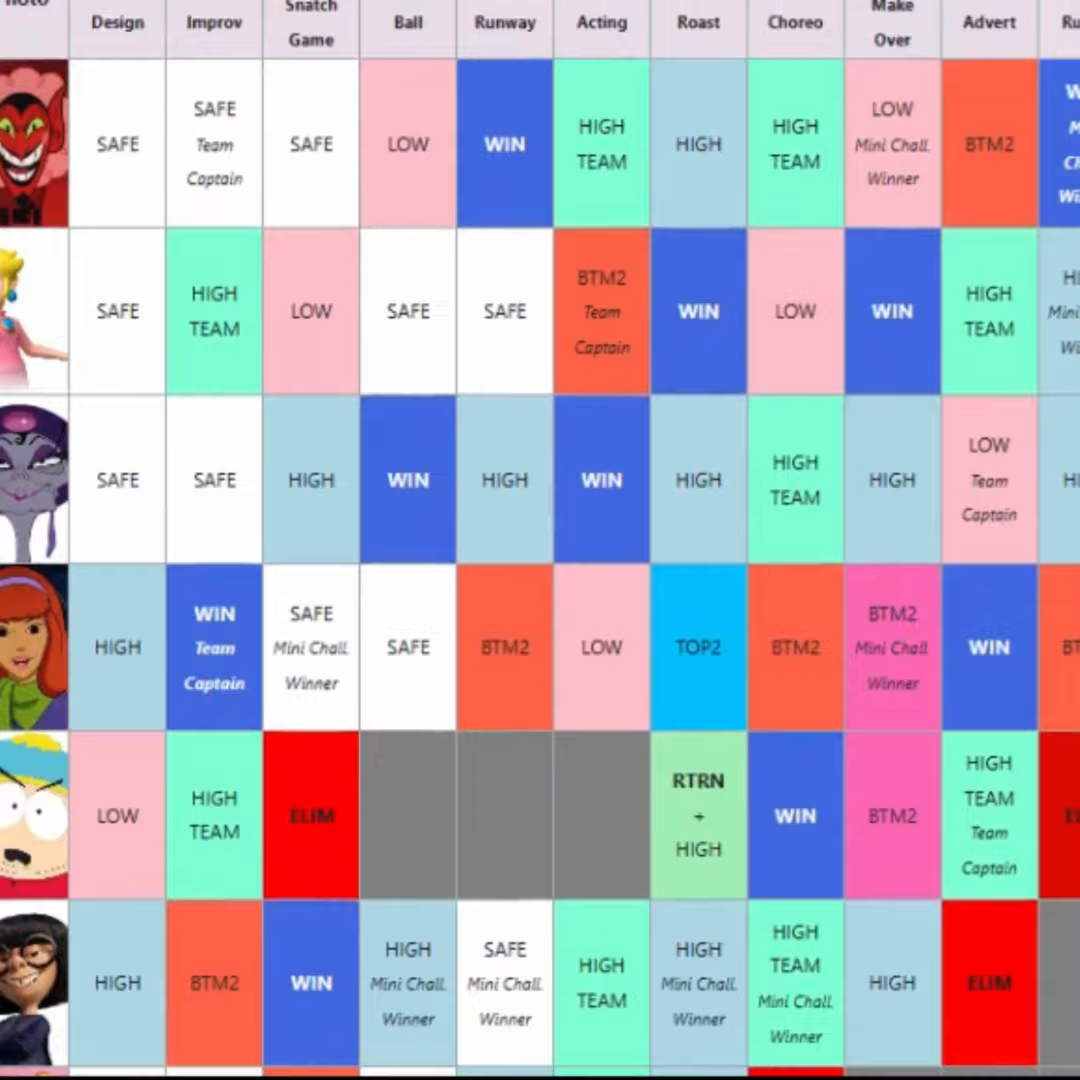 Design Improv Snatch Game Ball Runway Acting Roast Choreo Make Over Advert
SAFE
SAFE
Team
Captain
SAFE
LOW
WIN
HIGH
TEAM
HIGH
HIGH
TEAM
LOW
Mini Chall.
Winner
BTM2
SAFE
HIGH
TEAM
LOW
SAFE
SAFE
BTM2
Team
Captain
WIN
LOW
WIN
HIGH
TEAM
SAFE
SAFE
HIGH
WIN
HIGH
WIN
HIGH
HIGH
TEAM
HIGH
LOW
Team
Captain
HIGH
WIN
Team
Captain
SAFE
Mini Chall.
Winner
SAFE
BTM2
LOW
TOP2
BTM2
BTM2
Mini Chall
Winner
WIN
LOW
HIGH
TEAM
ELIM
RTRN
+
HIGH
WIN
BTM2
HIGH
TEAM
Team
Captain
HIGH
BTM2
WIN
HIGH
Mini Chall.
Winner
SAFE
Mini Chall.
Winner
HIGH
TEAM
HIGH
Mini Chall.
Winner
HIGH
TEAM
Mini Chall.
Winner
HIGH
ELIM